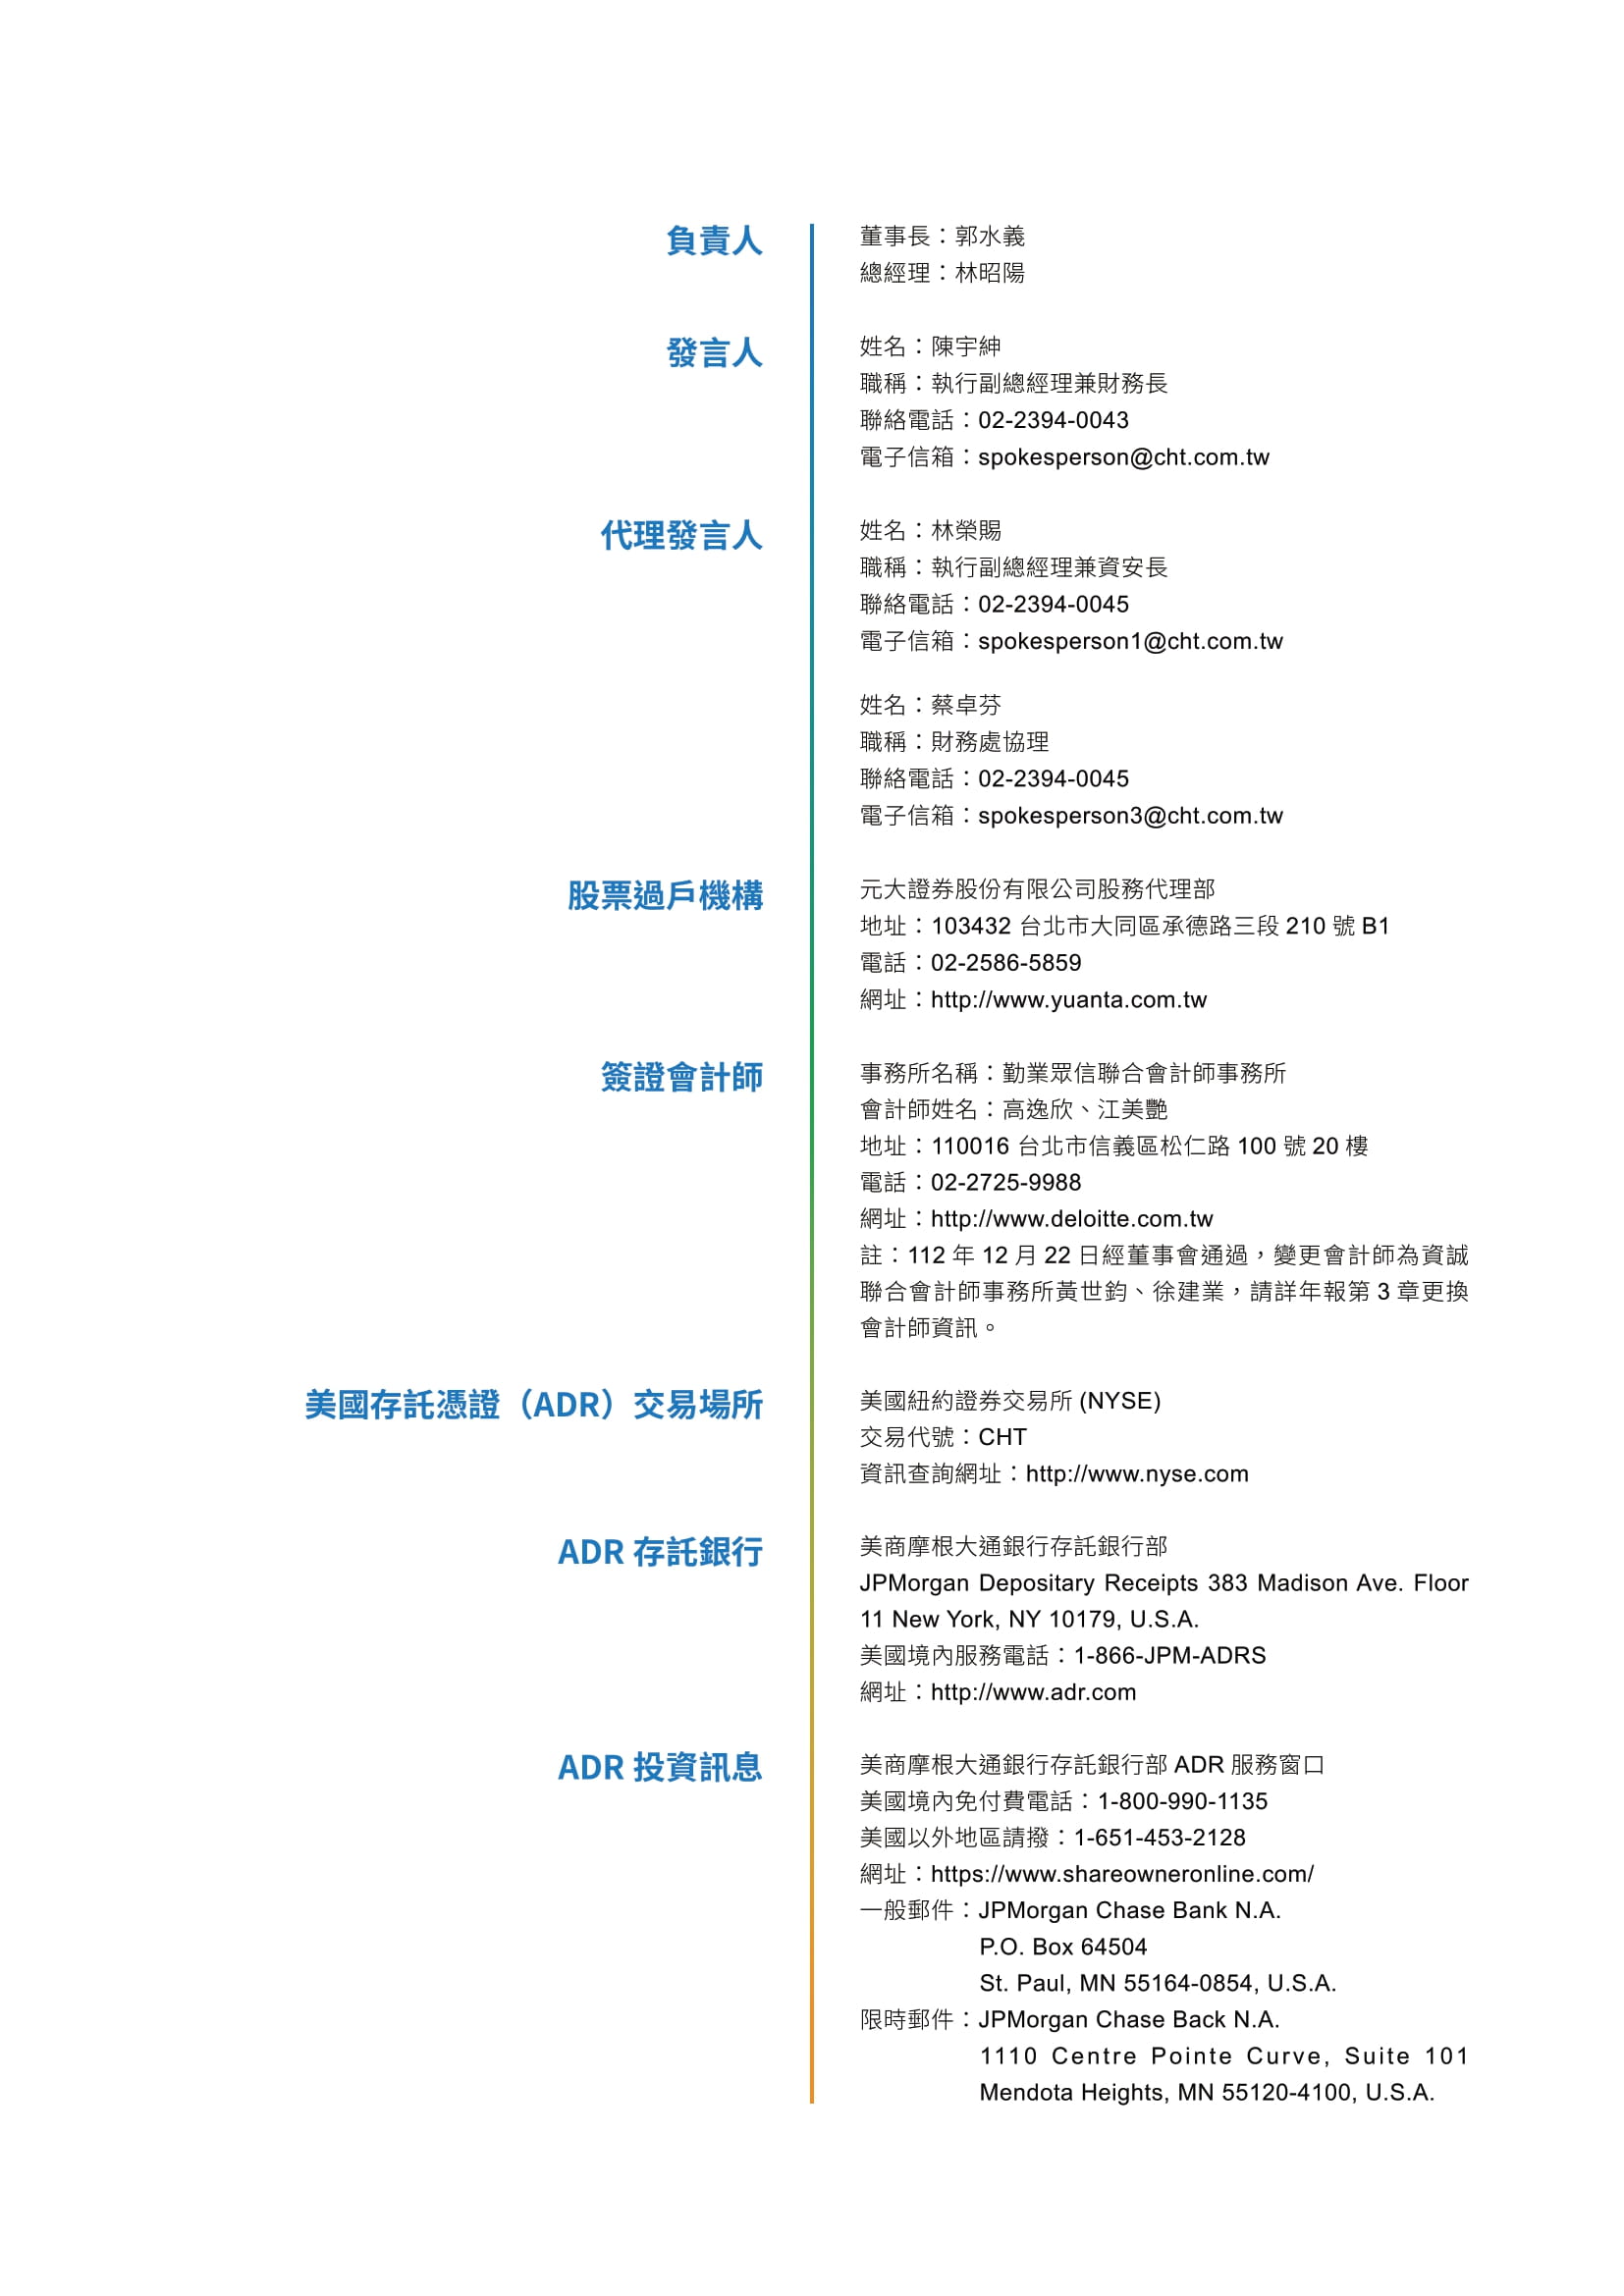 負責人
董事長：郭水義
總經理：林昭陽
發言人
姓名：陳宇紳
職稱：執行副總經理兼財務長
聯絡電話：02-2394-0043
電子信箱：spokesperson@cht.com.tw
代理發言人
姓名：林榮賜
職稱：執行副總經理兼資安長
聯絡電話：02-2394-0045
電子信箱：spokesperson1@cht.com.tw
姓名：蔡卓芬
職稱：財務處協理
聯絡電話：02-2394-0045
電子信箱：spokesperson3@cht.com.tw
股票過戶機構
元大證券股份有限公司股務代理部
地址：103432 台北市大同區承德路三段 210 號 B1
電話：02-2586-5859
網址：http://www.yuanta.com.tw
簽證會計師
事務所名稱：勤業眾信聯合會計師事務所
會計師姓名：高逸欣、江美艷
地址：110016 台北市信義區松仁路 100 號 20 樓
電話：02-2725-9988
網址：http://www.deloitte.com.tw
註：112 年 12 月 22 日經董事會通過，變更會計師為資誠
聯合會計師事務所黃世鈞、徐建業，請詳年報第 3 章更換
會計師資訊。
美國存託憑證（ADR）交易場所
美國紐約證券交易所 (NYSE)
交易代號：CHT
資訊查詢網址：http://www.nyse.com
ADR 存託銀行
美商摩根大通銀行存託銀行部
JPMorgan Depositary Receipts 383 Madison Ave. Floor
11 New York, NY 10179, U.S.A.
美國境內服務電話：1-866-JPM-ADRS
網址：http://www.adr.com
ADR 投資訊息
美商摩根大通銀行存託銀行部 ADR 服務窗口
美國境內免付費電話：1-800-990-1135
美國以外地區請撥：1-651-453-2128
網址：https://www.shareowneronline.com/
一般郵件：JPMorgan Chase Bank N.A.
P.O. Box 64504
St. Paul, MN 55164-0854, U.S.A.
限時郵件：JPMorgan Chase Back N.A.
1110 Centre Pointe Curve, Suite 101
Mendota Heights, MN 55120-4100, U.S.A.